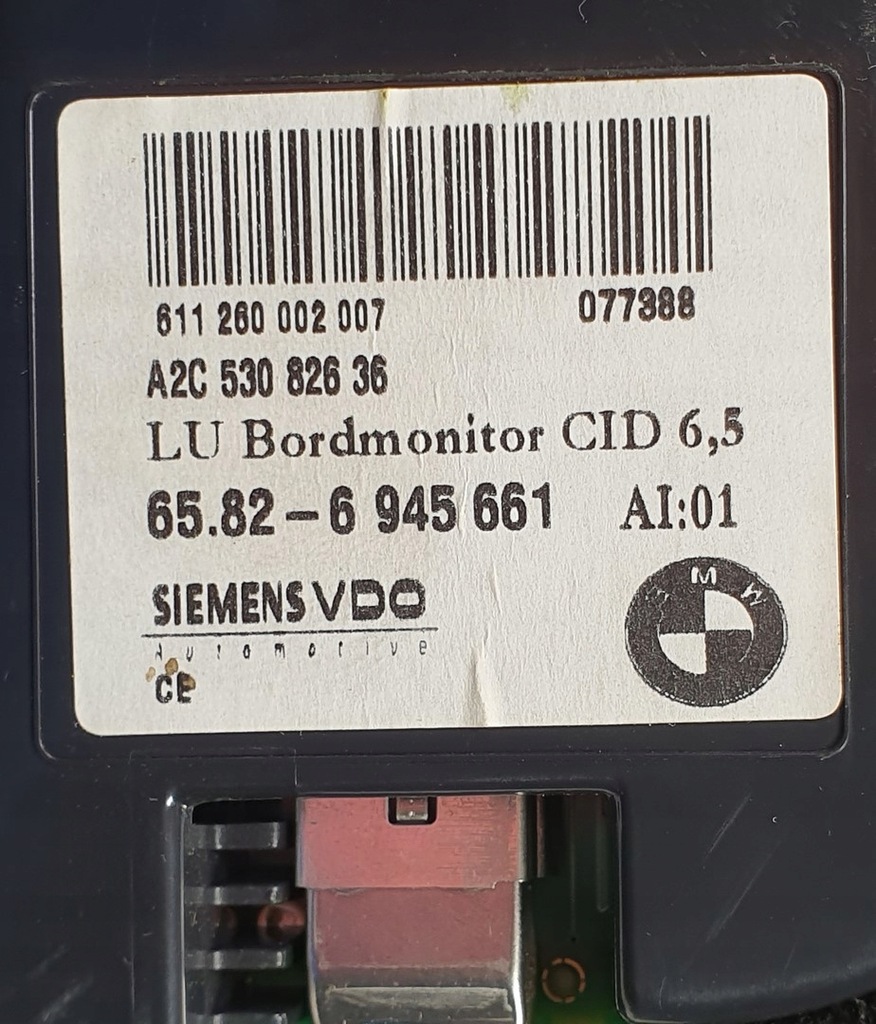 611 260 002 007 077388
A2C 530 826 36
LU Bordmonitor CID 6,5
65.82-6 945 661 AI:01
SIEMENS VDO
Automotive
CE
BMW